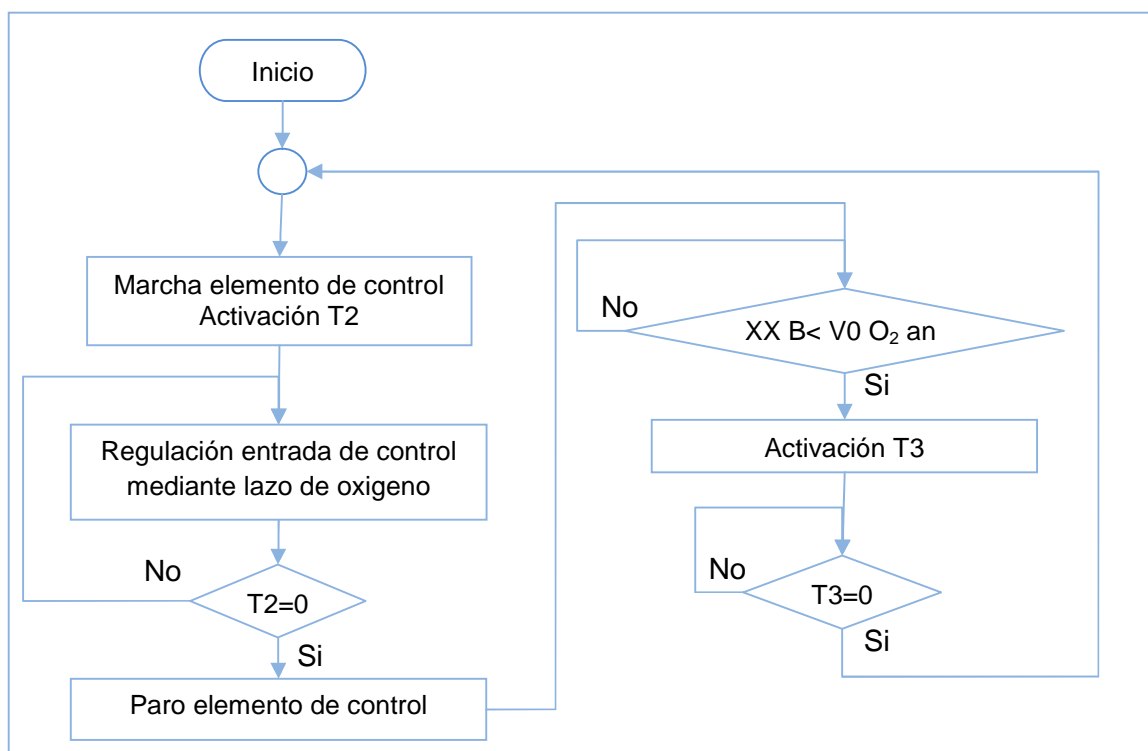 Inicio
Marcha elemento de control
Activación T2
Regulación entrada de control
mediante lazo de oxigeno
No
T2=0
Si
Paro elemento de control
No
XX B< V0 O₂ an
Si
Activación T3
No
T3=0
Si